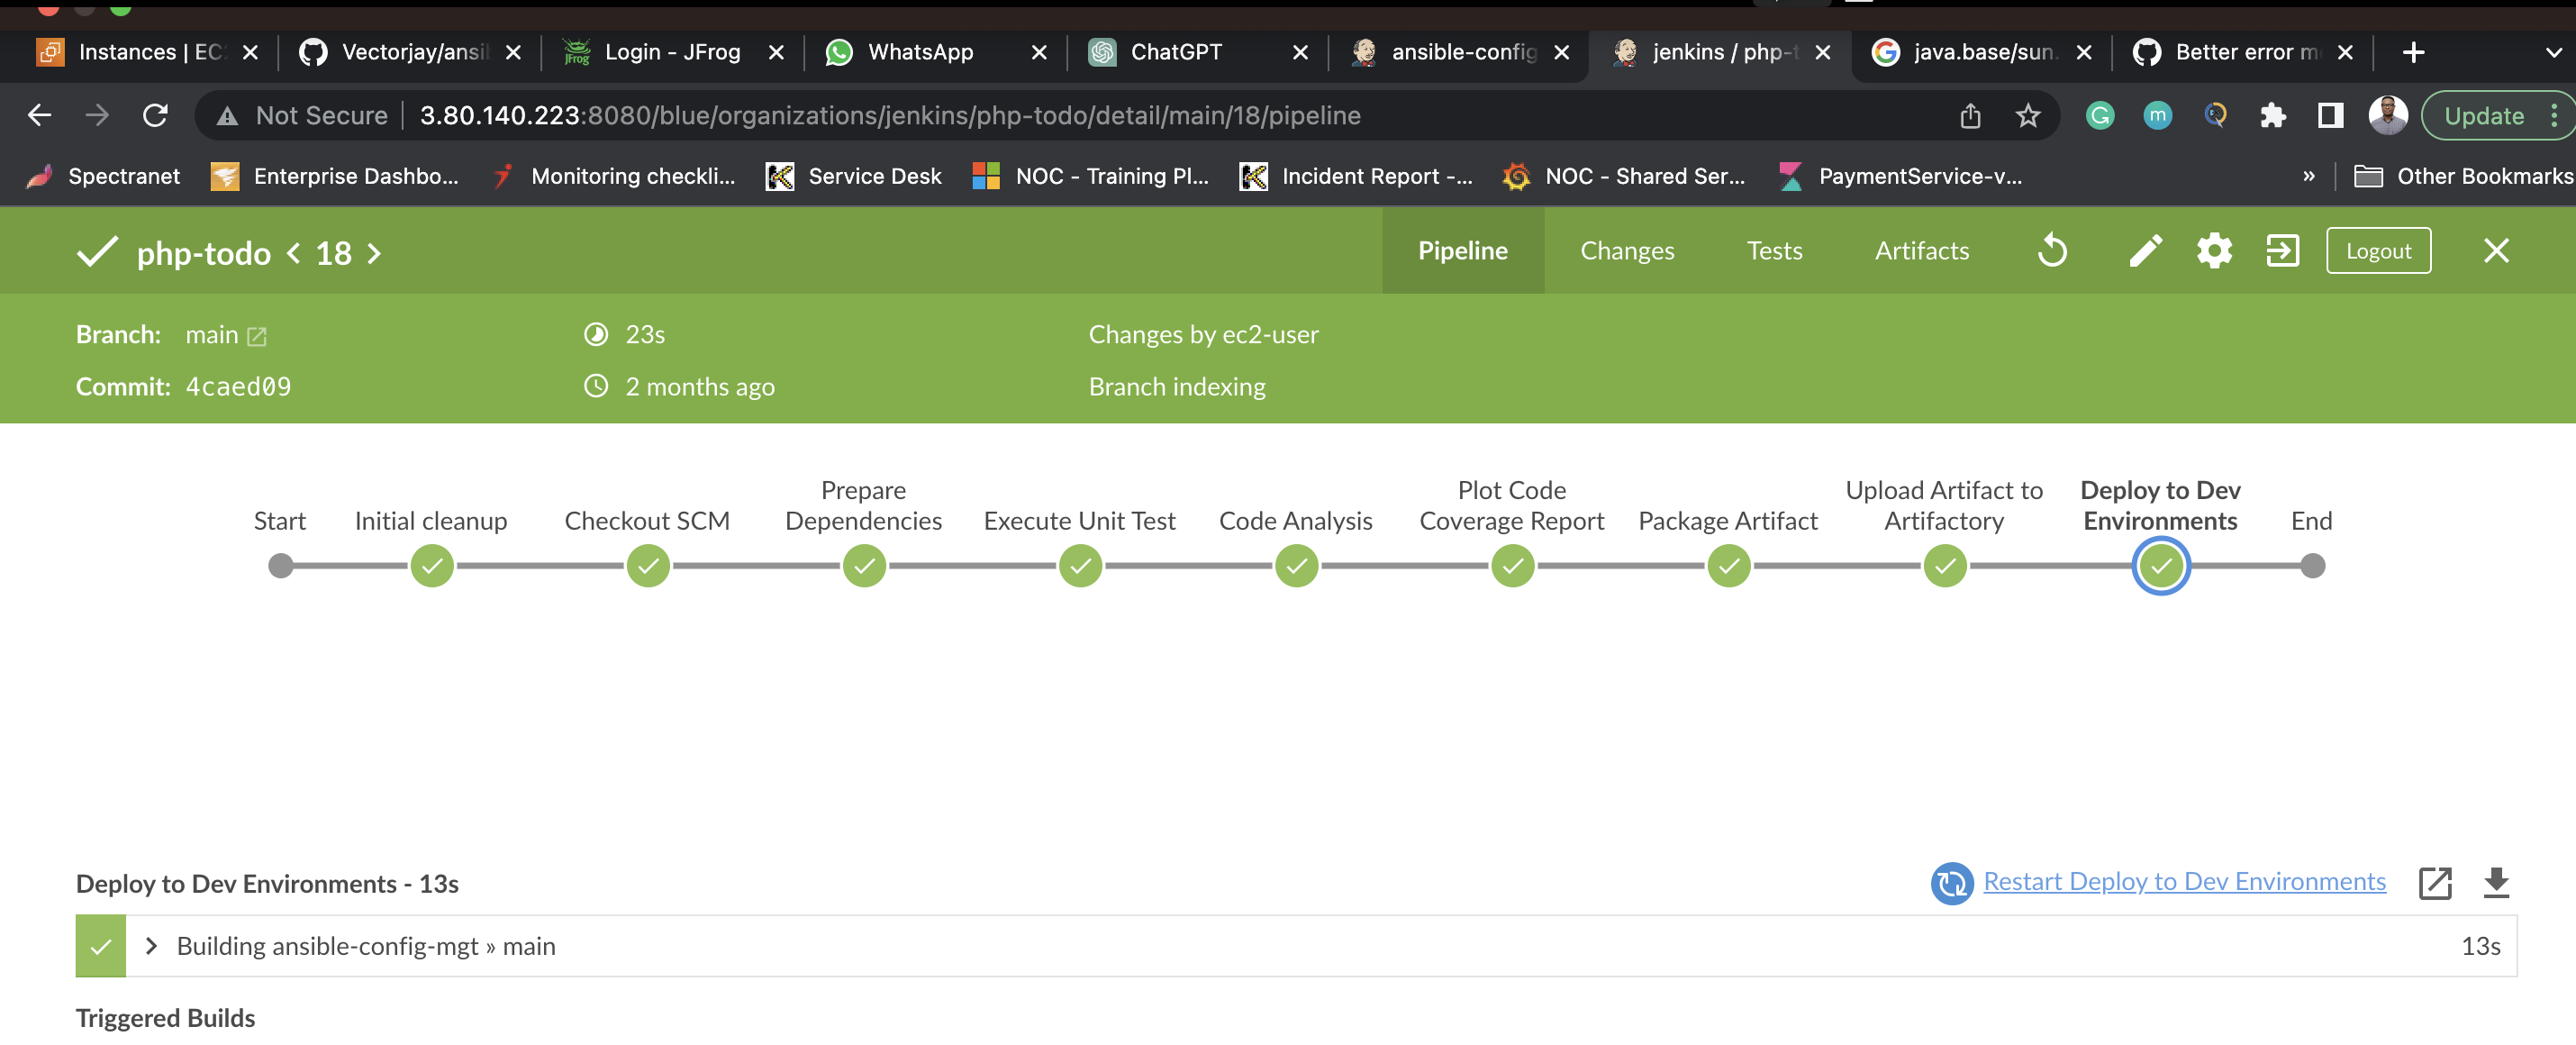 Instances | EC
Vectorjay/ansi
Login - JFrog
WhatsApp
ChatGPT
ansible-config
jenkins / php-t
java.base/sun.
Better error m
Not Secure
3.80.140.223:8080/blue/organizations/jenkins/php-todo/detail/main/18/pipeline
Update
Spectranet
Enterprise Dashbo...
Monitoring checkli...
Service Desk
NOC - Training Pl...
Incident Report -...
NOC - Shared Ser...
PaymentService-v...
»
Other Bookmarks
php-todo < 18 >
Pipeline
Changes
Tests
Artifacts
Logout
Branch: main
23s
Changes by ec2-user
Commit: 4caed09
2 months ago
Branch indexing
Start
Initial cleanup
Checkout SCM
Prepare
Dependencies
Execute Unit Test
Code Analysis
Plot Code
Coverage Report
Package Artifact
Upload Artifact to
Artifactory
Deploy to Dev
Environments
End
Deploy to Dev Environments - 13s
Restart Deploy to Dev Environments
Building ansible-config-mgt » main
13s
Triggered Builds